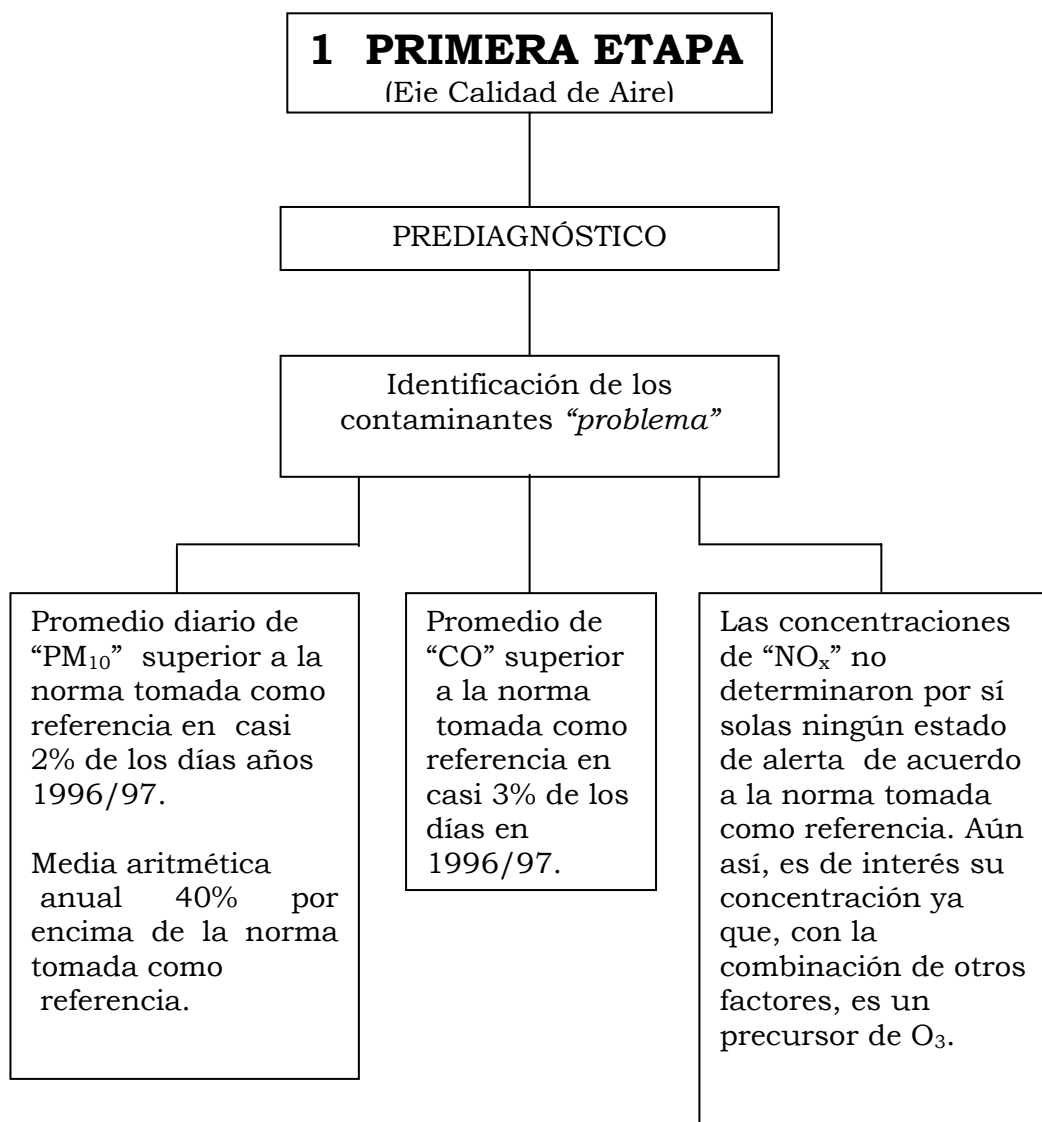 1 PRIMERA ETAPA
(Eje Calidad de Aire)
PREDIAGNÓSTICO
Identificación de los
contaminantes “problema”
Promedio diario de
“PM₁₀” superior a la
norma tomada como
referencia en casi
2% de los días años
1996/97.
Media aritmética
anual 40% por
encima de la norma
tomada como
referencia.
Promedio de
“CO” superior
a la norma
tomada como
referencia en
casi 3% de los
días en
1996/97.
Las concentraciones
de “NOₓ” no
determinaron por sí
solas ningún estado
de alerta de acuerdo
a la norma tomada
como referencia. Aún
así, es de interés su
concentración ya
que, con la
combinación de otros
factores, es un
precursor de O₃.